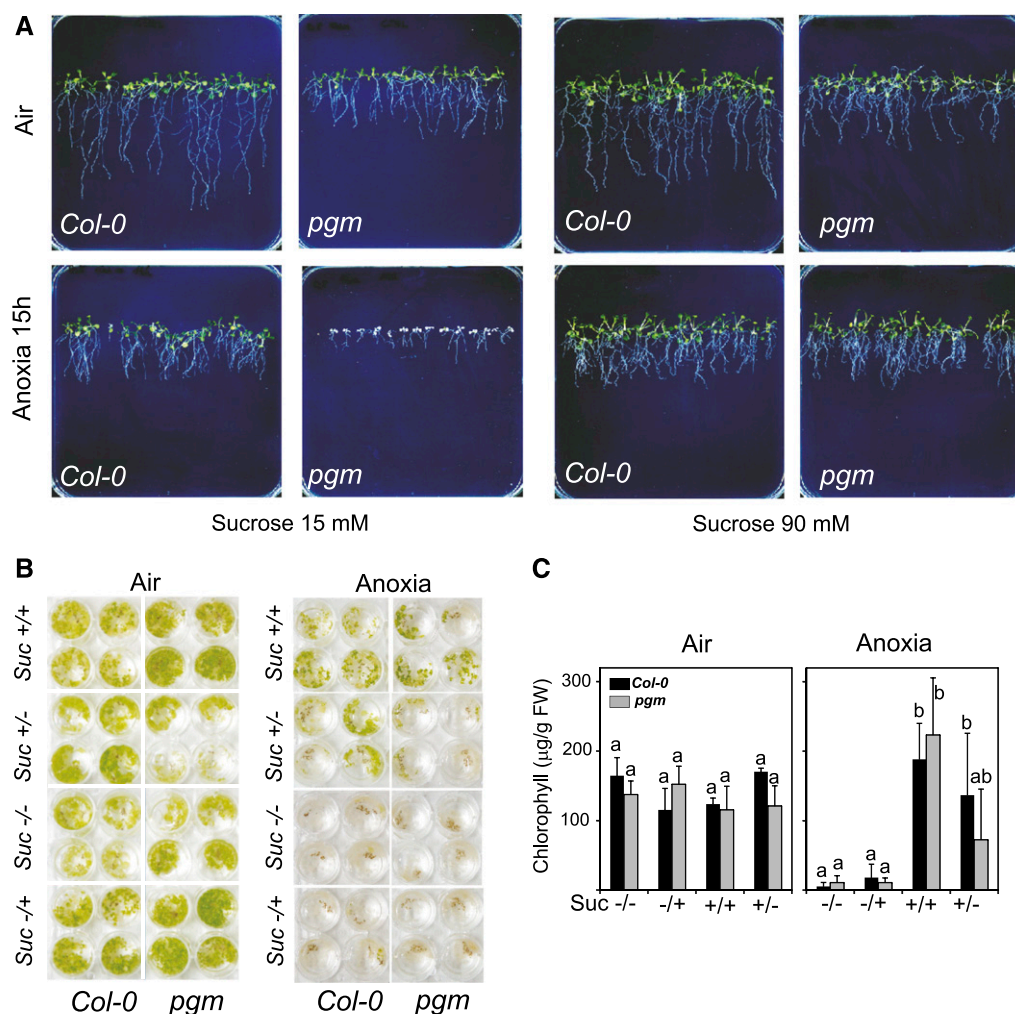 A
Air
Col-0
pgm
Col-0
pgm
Anoxia 15h
Col-0
pgm
Col-0
pgm
Sucrose 15 mM
Sucrose 90 mM
B
Air
Anoxia
Suc +/+
Suc +/-
Suc -/-
Suc -/+
Suc +/+
Suc +/-
Suc -/-
Suc -/+
Col-0
pgm
Col-0
pgm
C
Air
Anoxia
Chlorophyll (µg/g FW)
300
200
100
Col-0
pgm
a
a
a
a
a
a
a
a
a
a
a
a
b
b
b
ab
Suc -/-
-/+
+/+
+/-
-/-
-/+
+/+
+/-